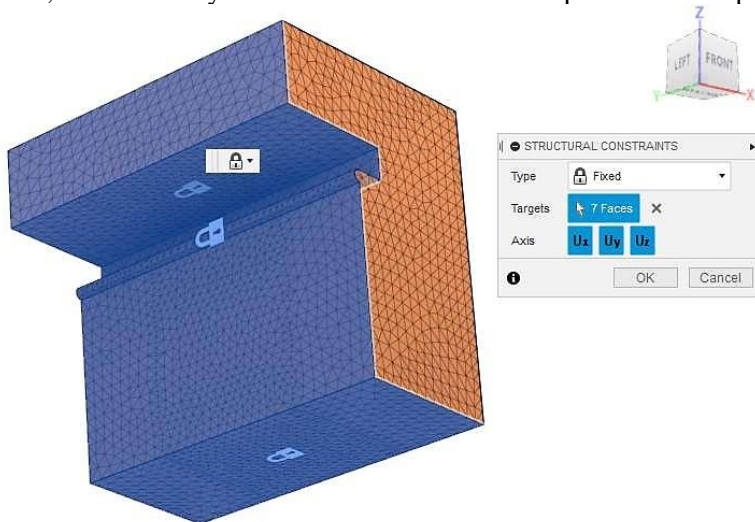 Z
LEFT
FRONT
Y
X
STRUCTURAL CONSTRAINTS
Type Fixed
Targets 7 Faces
Axis Ux Uy Uz
OK Cancel